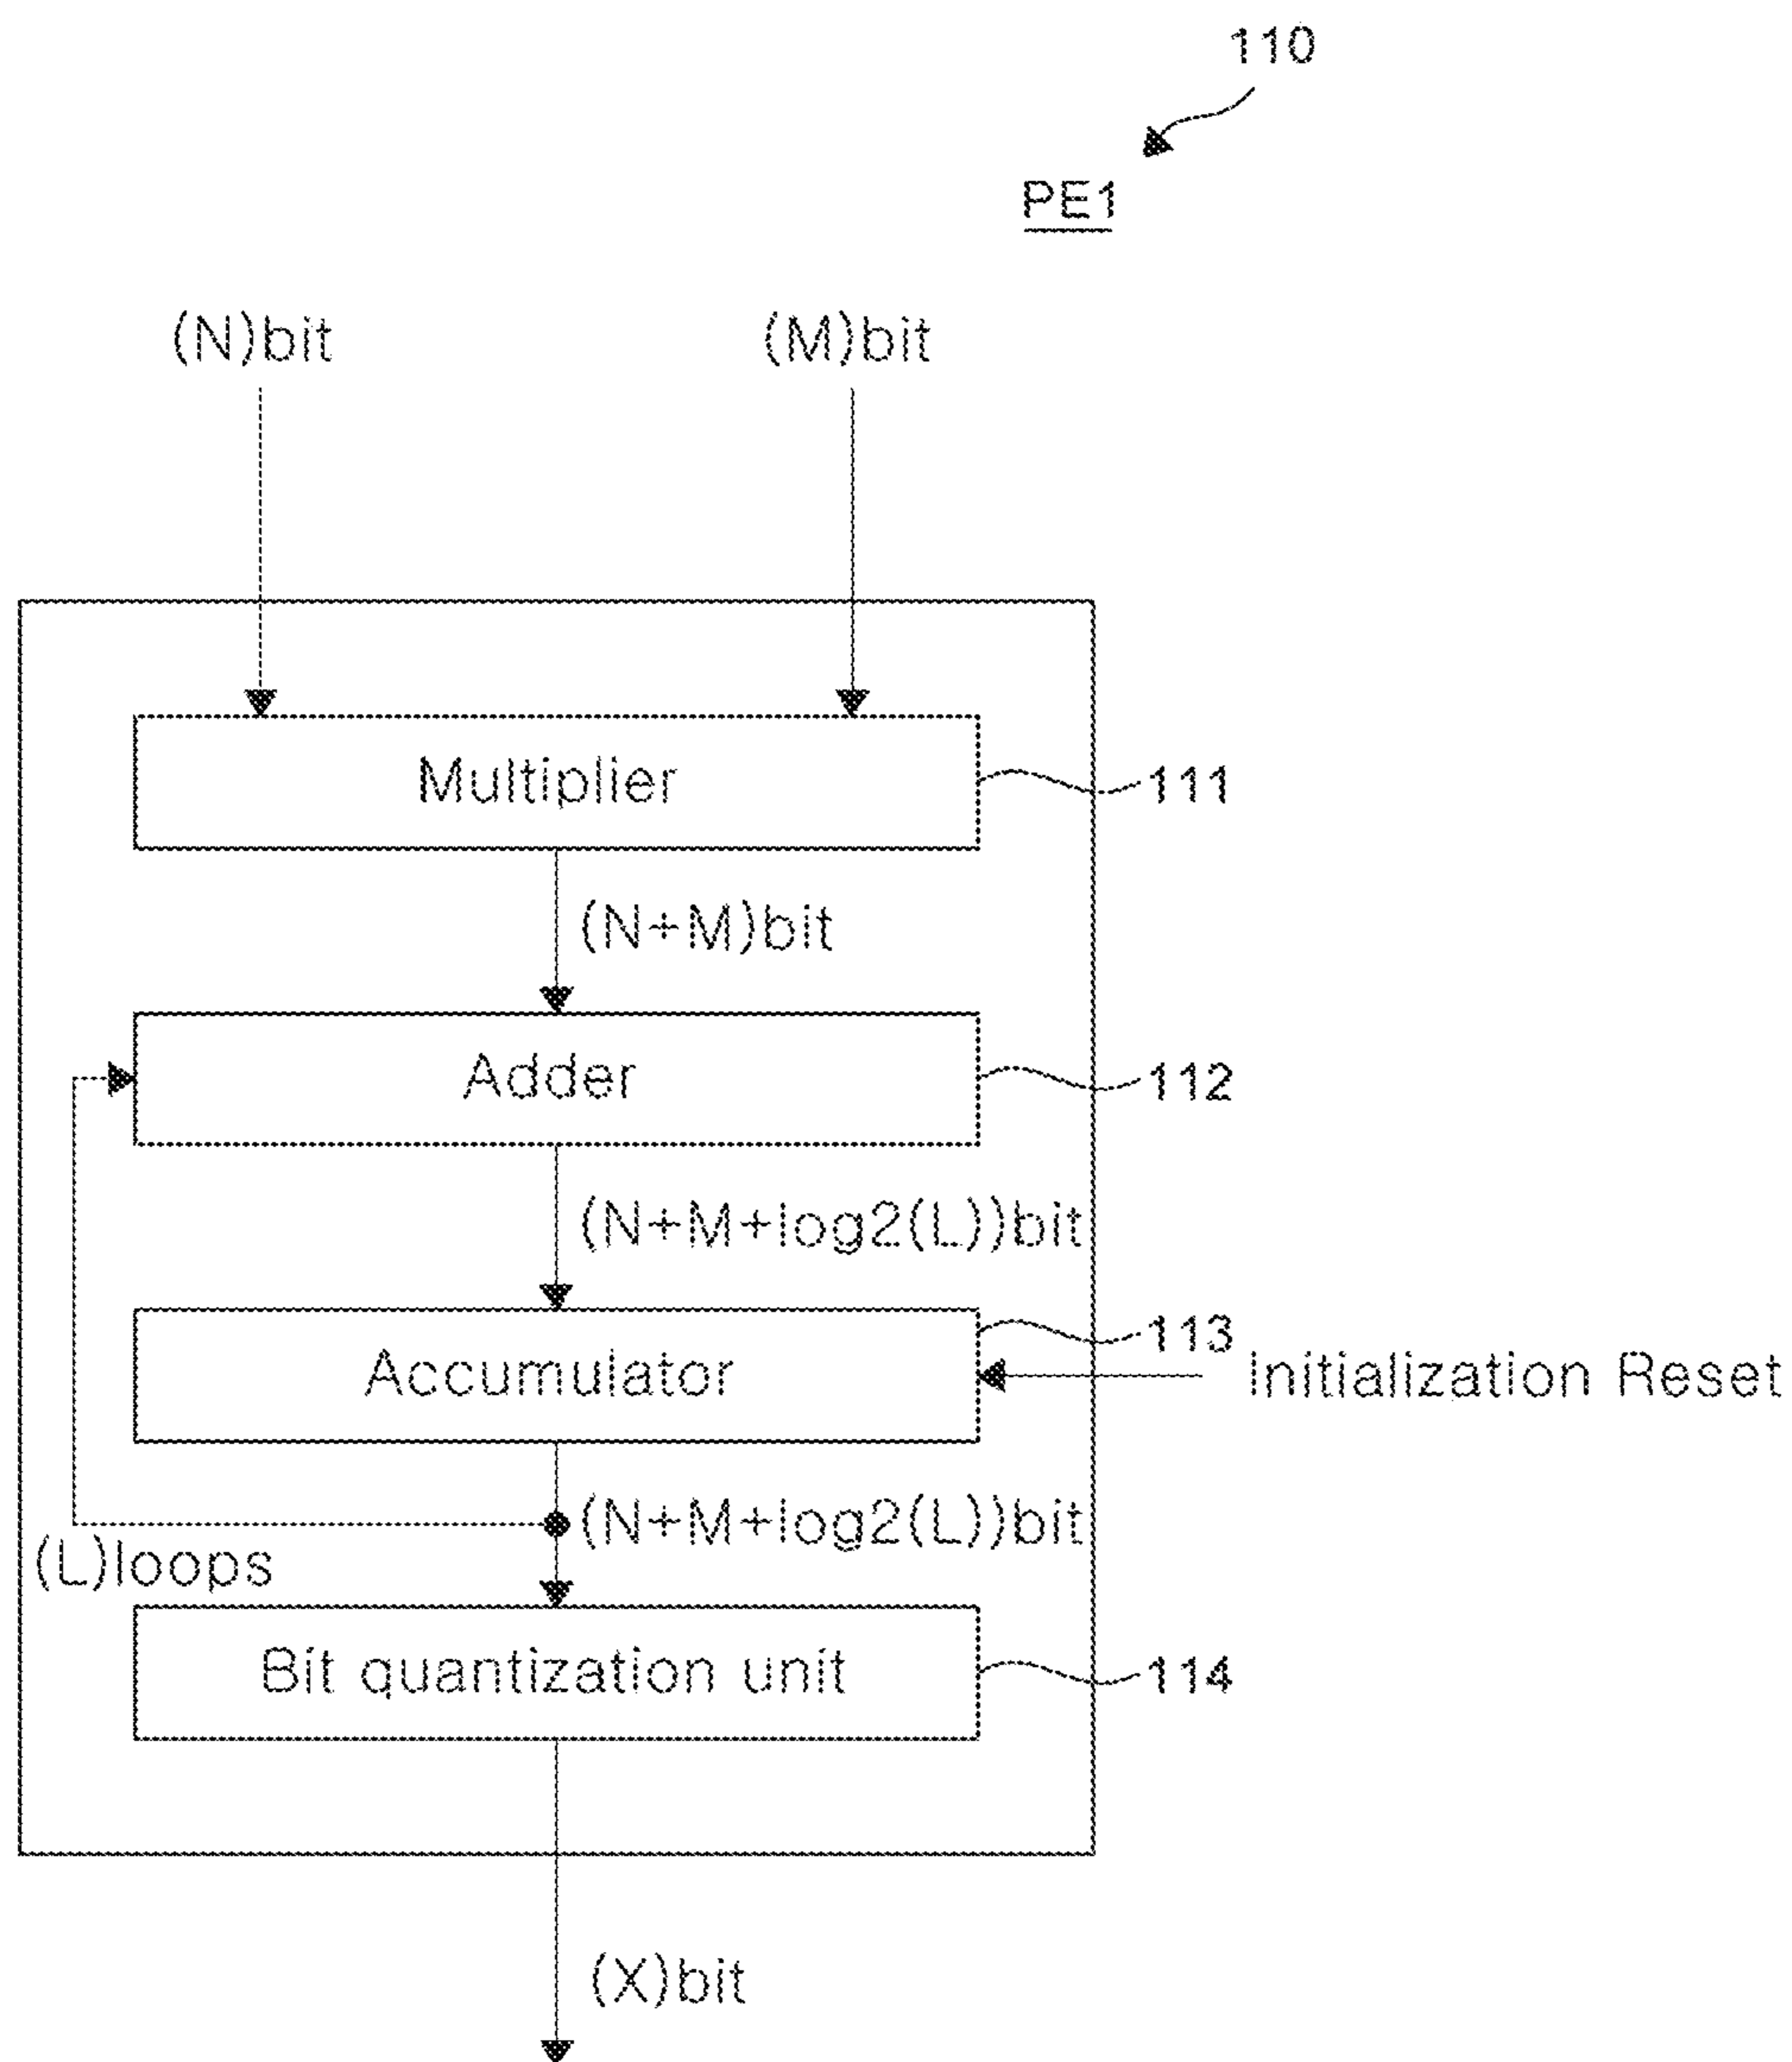 110
PE1
(N)bit
(M)bit
Multiplier
111
(N+M)bit
Adder
112
(N+M+log2(L))bit
113
Accumulator
Initialization Reset
(N+M+log2(L))bit
(L)loops
Bit quantization unit
114
(X)bit